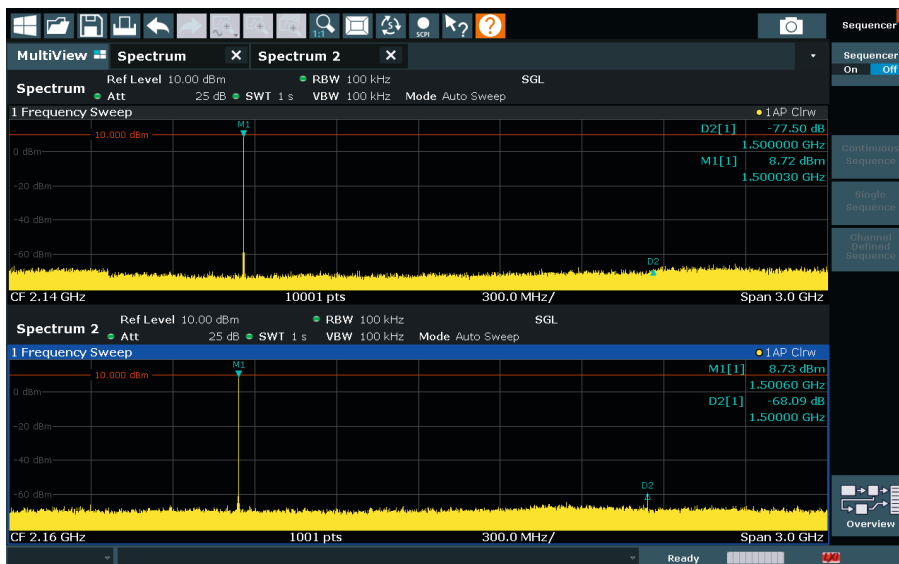 1:1
SCPI
Sequencer
MultiView Spectrum X Spectrum 2 X
Sequencer
On Off
Spectrum
Ref Level 10.00 dBm RBW 100 kHz SGL
Att 25 dB SWT 1 s VBW 100 kHz Mode Auto Sweep
1 Frequency Sweep 1AP Clrw
M1
10.000 dBm
D2[1] -77.50 dB
1.500000 GHz
M1[1] 8.72 dBm
1.500030 GHz
0 dBm
-20 dBm
-40 dBm
-60 dBm
D2
CF 2.14 GHz 10001 pts 300.0 MHz/ Span 3.0 GHz
Continuous
Sequence
Single
Sequence
Channel
Defined
Sequence
Spectrum 2
Ref Level 10.00 dBm RBW 100 kHz SGL
Att 25 dB SWT 1 s VBW 100 kHz Mode Auto Sweep
1 Frequency Sweep 1AP Clrw
M1
10.000 dBm
M1[1] 8.73 dBm
1.50060 GHz
D2[1] -68.09 dB
1.50000 GHz
0 dBm
-20 dBm
-40 dBm
-60 dBm
D2
CF 2.16 GHz 1001 pts 300.0 MHz/ Span 3.0 GHz
Overview
Ready